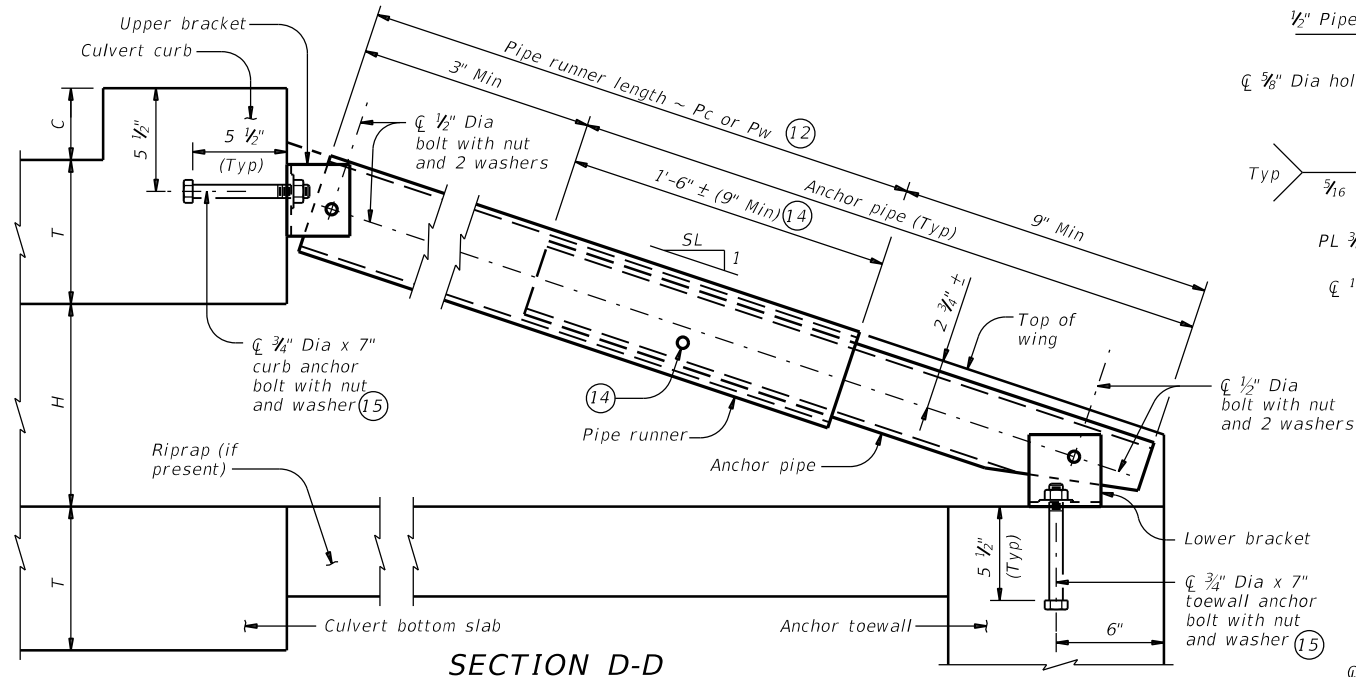 Upper bracket
Culvert curb
C
5 ½"
5 ½"
(Typ)
T
H
T
3" Min
Pipe runner length ~ Pc or Pw (12)
℄ ½" Dia
bolt with nut
and 2 washers
1'-6" ± (9" Min) (14)
Anchor pipe (Typ)
9" Min
SL
1
2 ¾" ±
Top of
wing
℄ ¾" Dia x 7"
curb anchor
bolt with nut
and washer (15)
(14)
Pipe runner
Anchor pipe
℄ ½" Dia
bolt with nut
and 2 washers
Riprap (if
present)
5 ½"
(Typ)
Lower bracket
℄ ¾" Dia x 7"
toewall anchor
bolt with nut
and washer (15)
6"
Culvert bottom slab
Anchor toewall
SECTION D-D
½" Pipe
℄ ⅝" Dia hol
Typ
5/16
PL
℄ 1